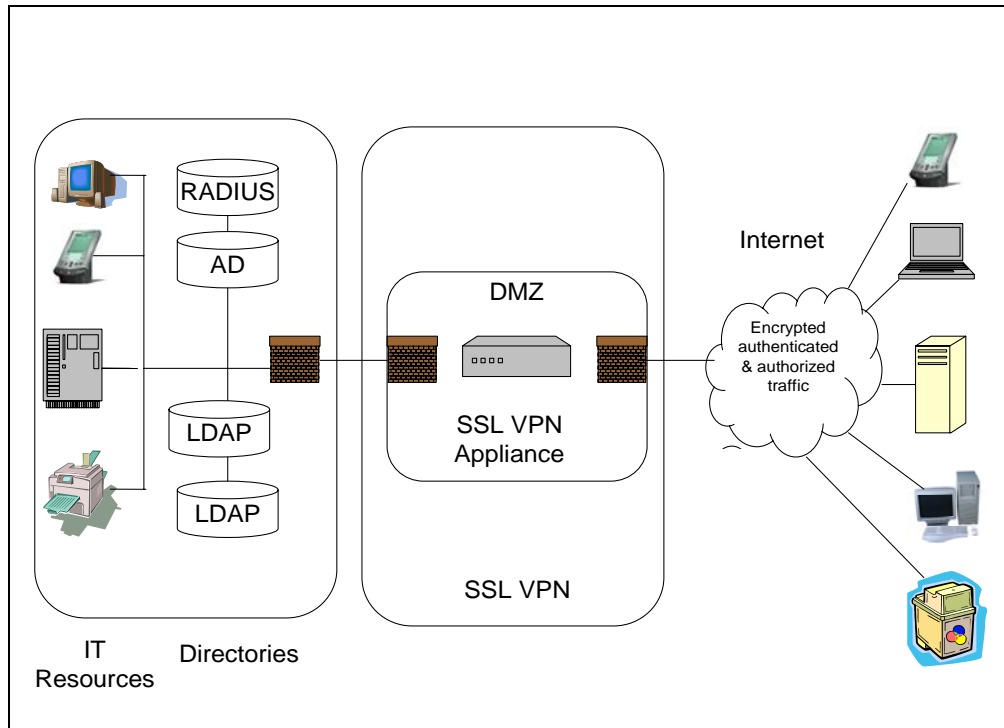 RADIUS
AD
LDAP
LDAP
IT
Resources
Directories
DMZ
SSL VPN
Appliance
SSL VPN
Internet
Encrypted
authenticated
& authorized
traffic